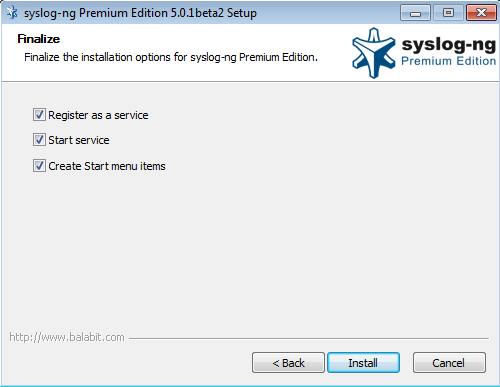 syslog-ng Premium Edition 5.0.1beta2 Setup
Finalize
Finalize the installation options for syslog-ng Premium Edition.
syslog-ng
Premium Edition
Register as a service
Start service
Create Start menu items
http://www.balabit.com
< Back
Install
Cancel